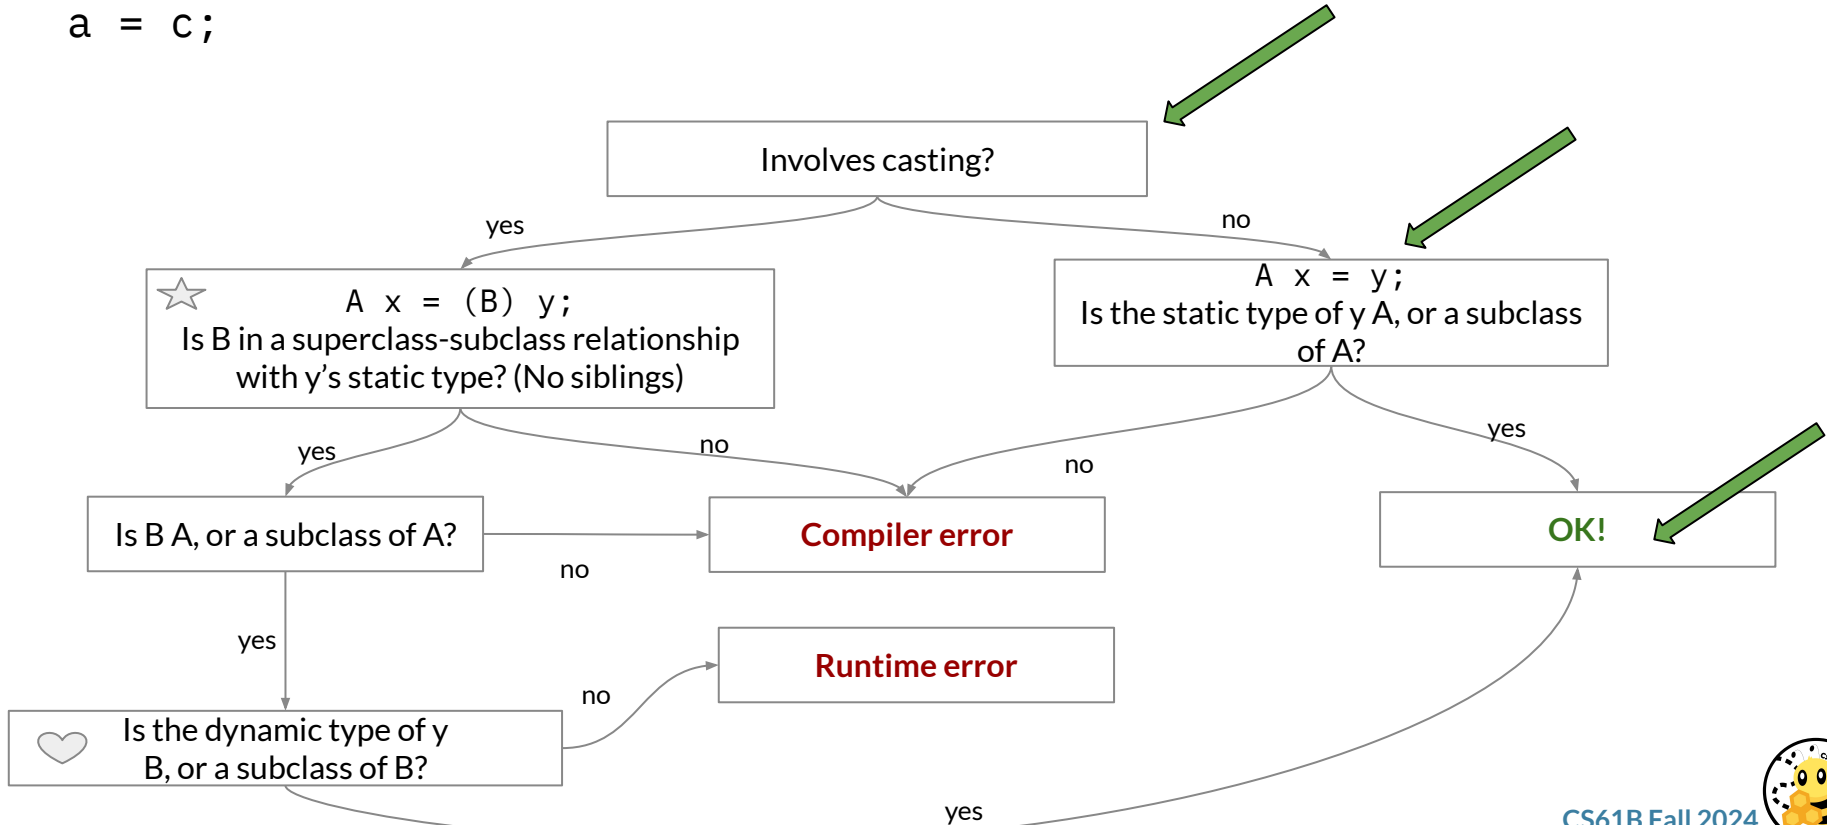 a = c;
Involves casting?
yes
no
A x = (B) y;
Is B in a superclass-subclass relationship
with y’s static type? (No siblings)
A x = y;
Is the static type of y A, or a subclass
of A?
yes
no
no
yes
Is B A, or a subclass of A?
no
Compiler error
OK!
yes
Runtime error
no
Is the dynamic type of y
B, or a subclass of B?
yes
CS61B Fall 2024